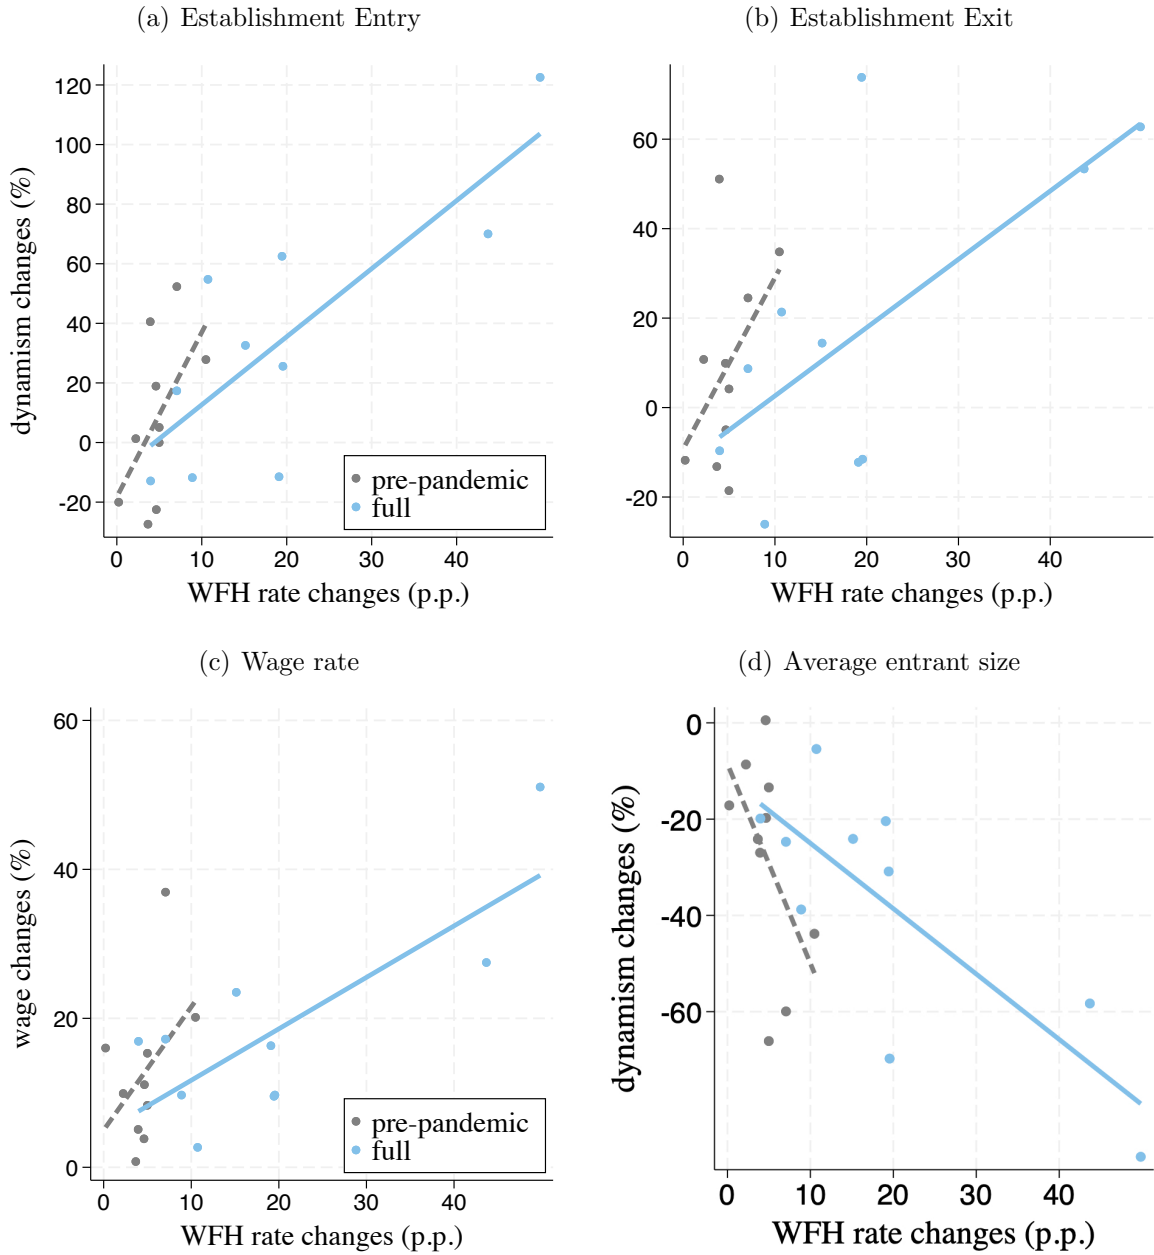 (a) Establishment Entry
dynamism changes (%)
120
100
80
60
40
20
0
-20
0 10 20 30 40
WFH rate changes (p.p.)
pre-pandemic
full
(b) Establishment Exit
60
40
20
0
-20
0 10 20 30 40
WFH rate changes (p.p.)
(c) Wage rate
wage changes (%)
60
40
20
0
0 10 20 30 40
WFH rate changes (p.p.)
pre-pandemic
full
(d) Average entrant size
dynamism changes (%)
0
-20
-40
-60
0 10 20 30 40
WFH rate changes (p.p.)